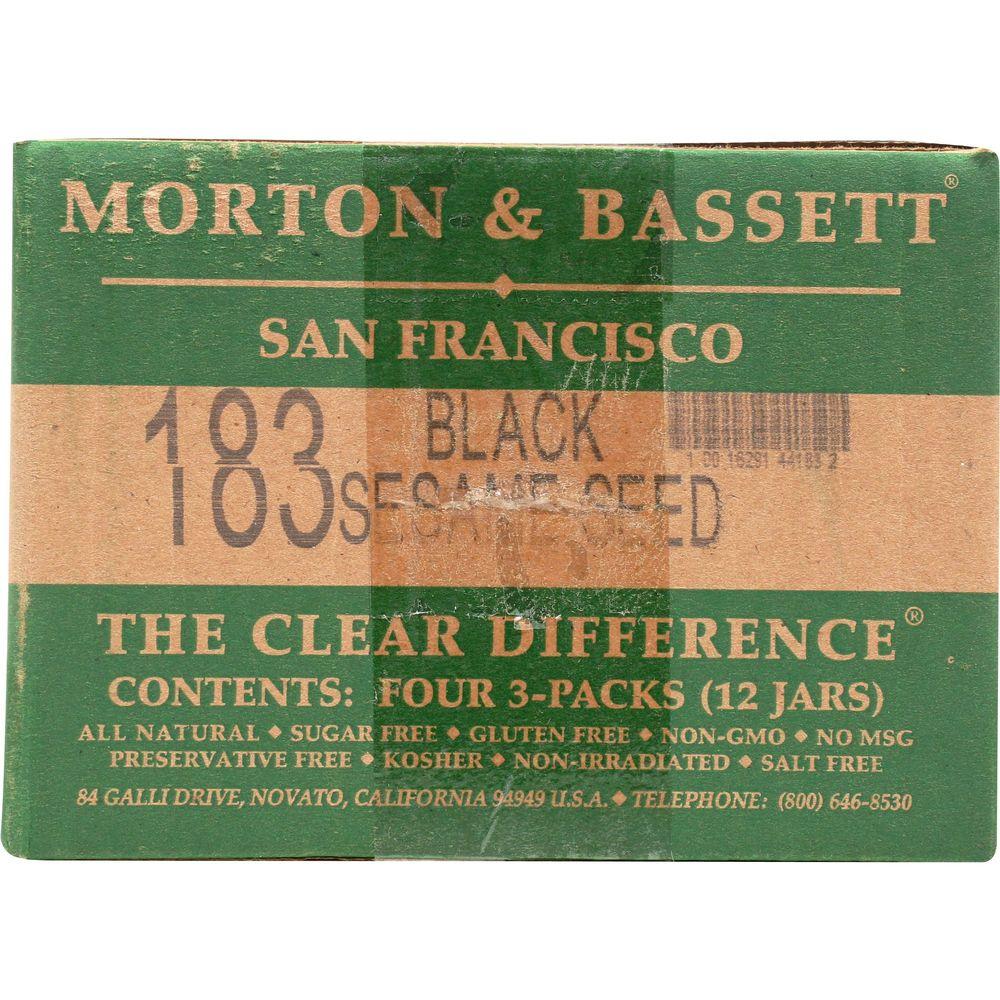 MORTON & BASSETT®
SAN FRANCISCO
183 BLACK
183 SESAME SEED
1 00 16291 44183 2
THE CLEAR DIFFERENCE®
CONTENTS: FOUR 3-PACKS (12 JARS)
ALL NATURAL ◆ SUGAR FREE ◆ GLUTEN FREE ◆ NON-GMO ◆ NO MSG
PRESERVATIVE FREE ◆ KOSHER ◆ NON-IRRADIATED ◆ SALT FREE
84 GALLI DRIVE, NOVATO, CALIFORNIA 94949 U.S.A. ◆ TELEPHONE: (800) 646-8530